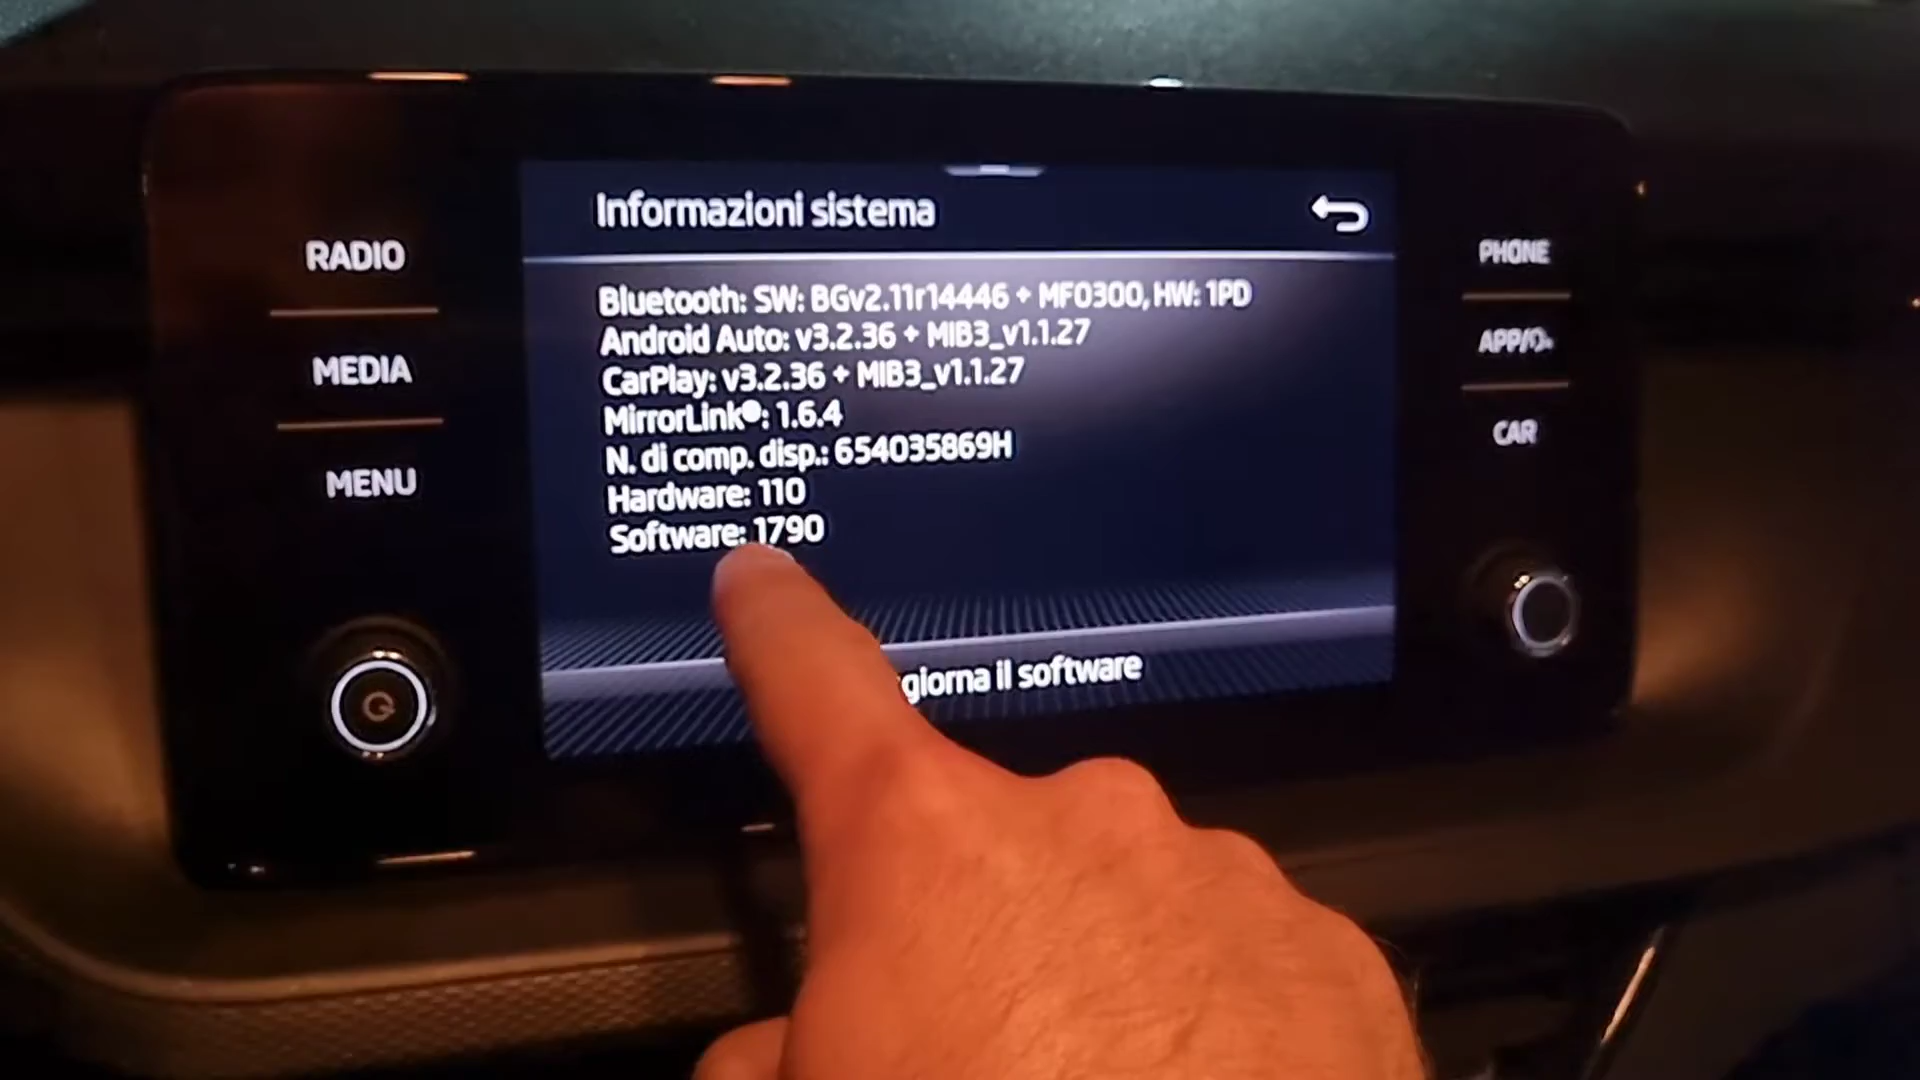 RADIO
MEDIA
MENU
Informazioni sistema
Bluetooth: SW: BGv2.11r14446 + MF0300, HW: 1PD
Android Auto: v3.2.36 + MIB3_v1.1.27
CarPlay: v3.2.36 + MIB3_v1.1.27
MirrorLink®: 1.6.4
N. di comp. disp.: 654035869H
Hardware: 110
Software: 1790
giorna il software
PHONE
APP/
CAR